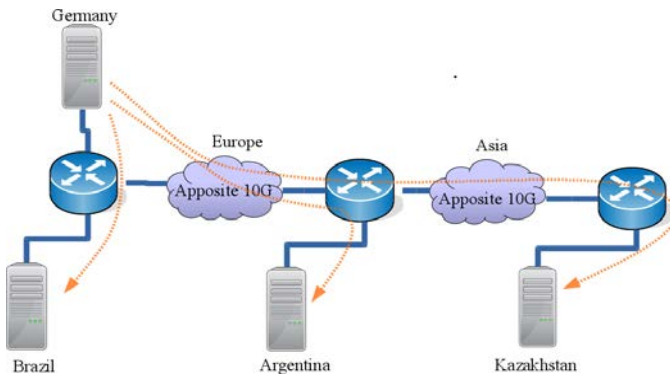 Germany
Europe
Asia
Apposite 10G
Apposite 10G
Brazil
Argentina
Kazakhstan